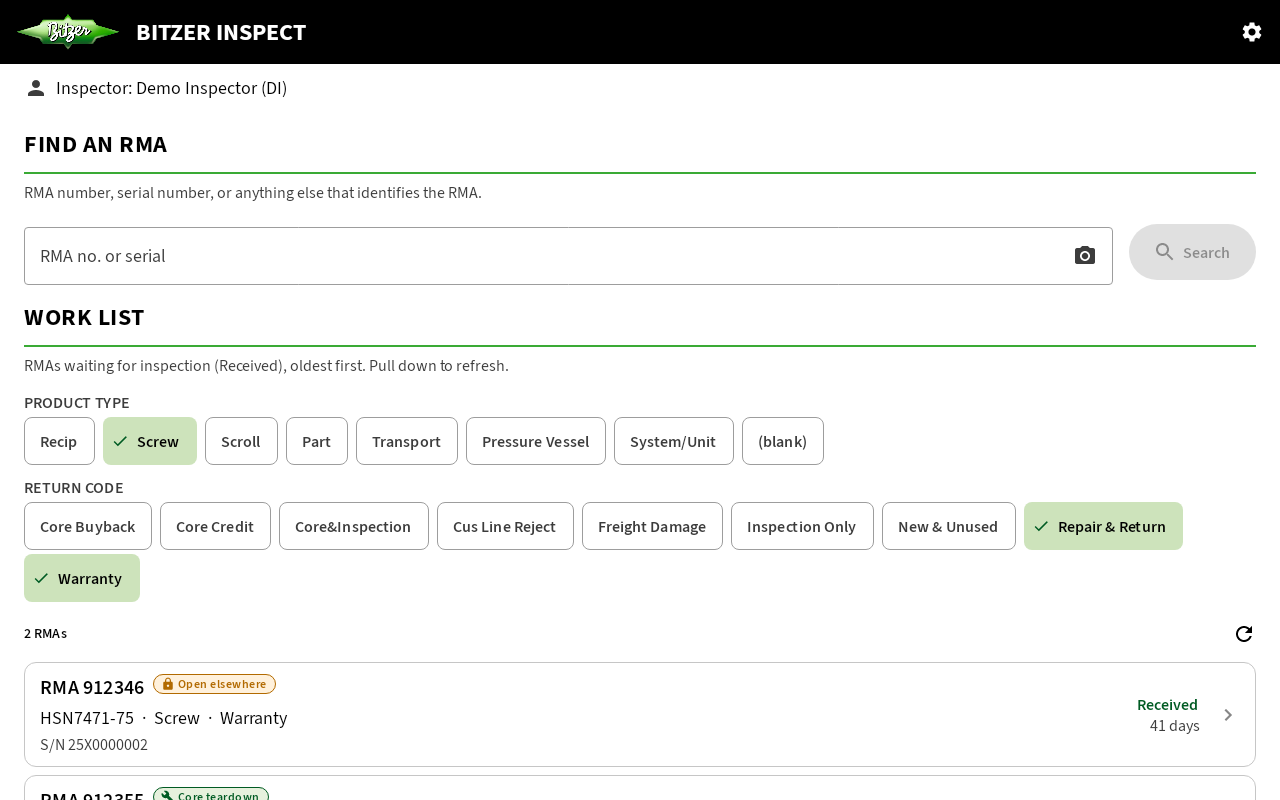 Bitzer BITZER INSPECT
Inspector: Demo Inspector (DI)
FIND AN RMA
RMA number, serial number, or anything else that identifies the RMA.
RMA no. or serial
Search
WORK LIST
RMAs waiting for inspection (Received), oldest first. Pull down to refresh.
PRODUCT TYPE
Recip Screw Scroll Part Transport Pressure Vessel System/Unit (blank)
RETURN CODE
Core Buyback Core Credit Core&Inspection Cus Line Reject Freight Damage Inspection Only New & Unused Repair & Return
Warranty
2 RMAs
RMA 912346 Open elsewhere
HSN7471-75 · Screw · Warranty
S/N 25X0000002
Received
41 days
RMA 912355 Core teardown